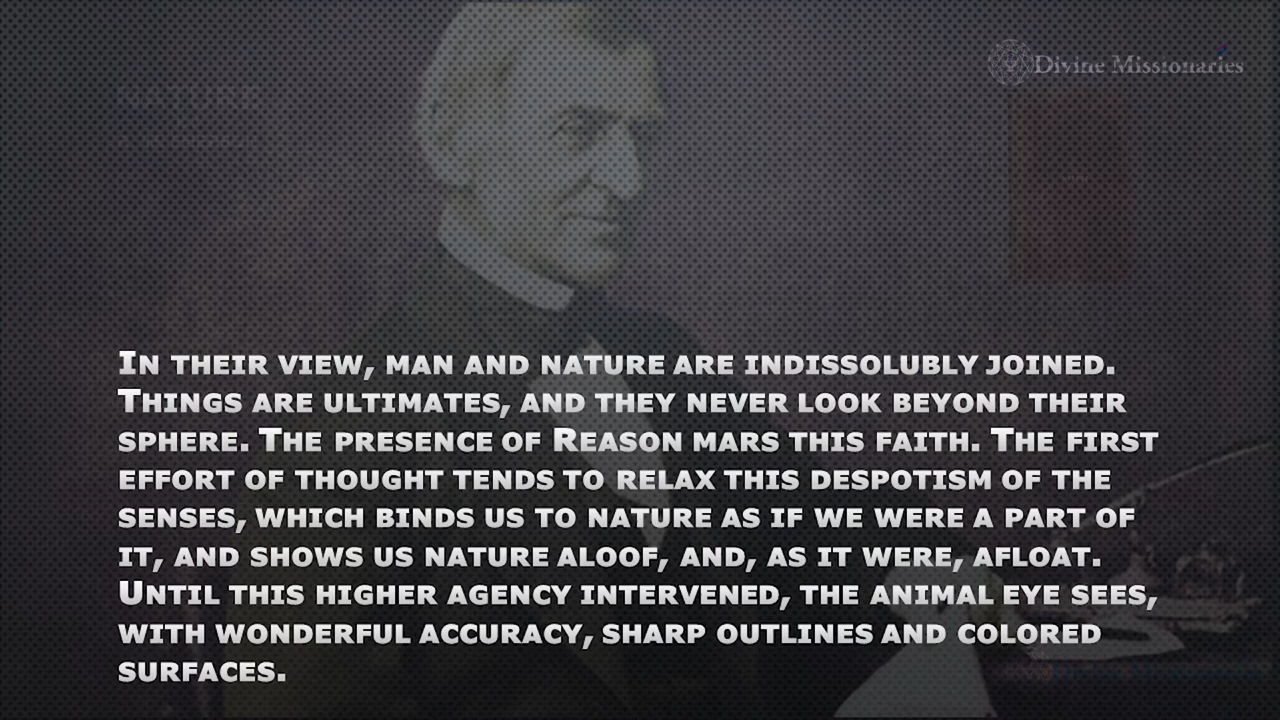 Divine Missionaries
NATURE
IN THEIR VIEW, MAN AND NATURE ARE INDISSOLUBLY JOINED.
THINGS ARE ULTIMATES, AND THEY NEVER LOOK BEYOND THEIR
SPHERE. THE PRESENCE OF REASON MARS THIS FAITH. THE FIRST
EFFORT OF THOUGHT TENDS TO RELAX THIS DESPOTISM OF THE
SENSES, WHICH BINDS US TO NATURE AS IF WE WERE A PART OF
IT, AND SHOWS US NATURE ALOOF, AND, AS IT WERE, AFLOAT.
UNTIL THIS HIGHER AGENCY INTERVENED, THE ANIMAL EYE SEES,
WITH WONDERFUL ACCURACY, SHARP OUTLINES AND COLORED
SURFACES.